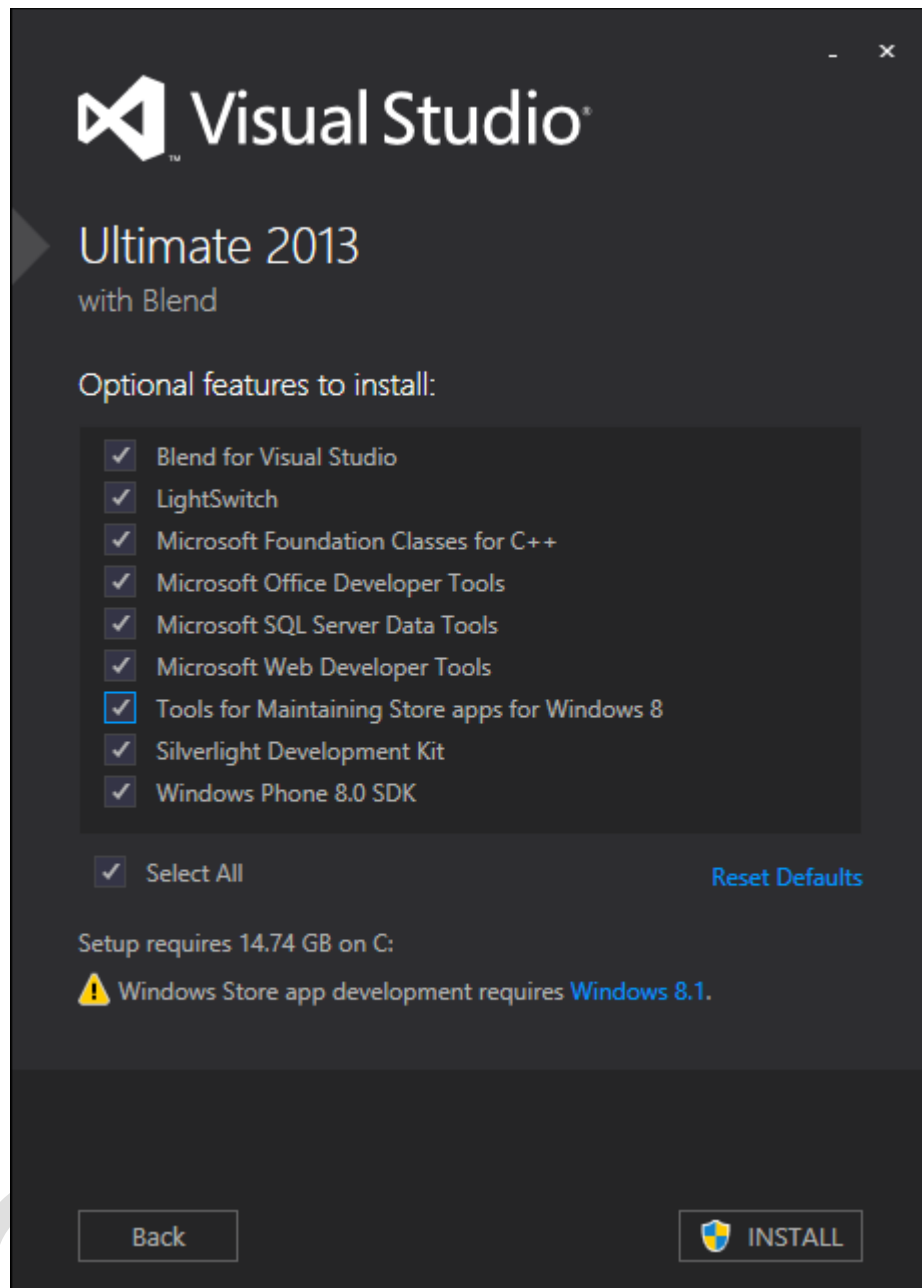 Visual Studio®
™
Ultimate 2013
with Blend
Optional features to install:
Blend for Visual Studio
LightSwitch
Microsoft Foundation Classes for C++
Microsoft Office Developer Tools
Microsoft SQL Server Data Tools
Microsoft Web Developer Tools
Tools for Maintaining Store apps for Windows 8
Silverlight Development Kit
Windows Phone 8.0 SDK
Select All
Reset Defaults
Setup requires 14.74 GB on C:
Windows Store app development requires Windows 8.1.
Back
INSTALL